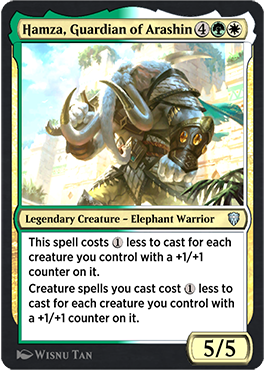 Hamza, Guardian of Arashin 4
Legendary Creature – Elephant Warrior
This spell costs 1 less to cast for each
creature you control with a +1/+1
counter on it.
Creature spells you cast cost 1 less to
cast for each creature you control with
a +1/+1 counter on it.
Wisnu Tan
5/5